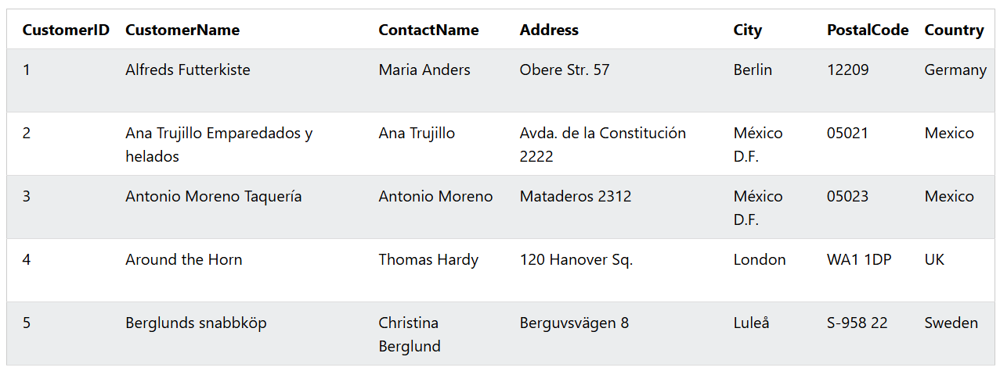 CustomerID CustomerName ContactName Address City PostalCode Country
1 Alfreds Futterkiste Maria Anders Obere Str. 57 Berlin 12209 Germany
2 Ana Trujillo Emparedados y Ana Trujillo Avda. de la Constitución México 05021 Mexico
helados 2222 D.F.
3 Antonio Moreno Taquería Antonio Moreno Mataderos 2312 México 05023 Mexico
D.F.
4 Around the Horn Thomas Hardy 120 Hanover Sq. London WA1 1DP UK
5 Berglunds snabbköp Christina Berguvsvägen 8 Luleå S-958 22 Sweden
Berglund